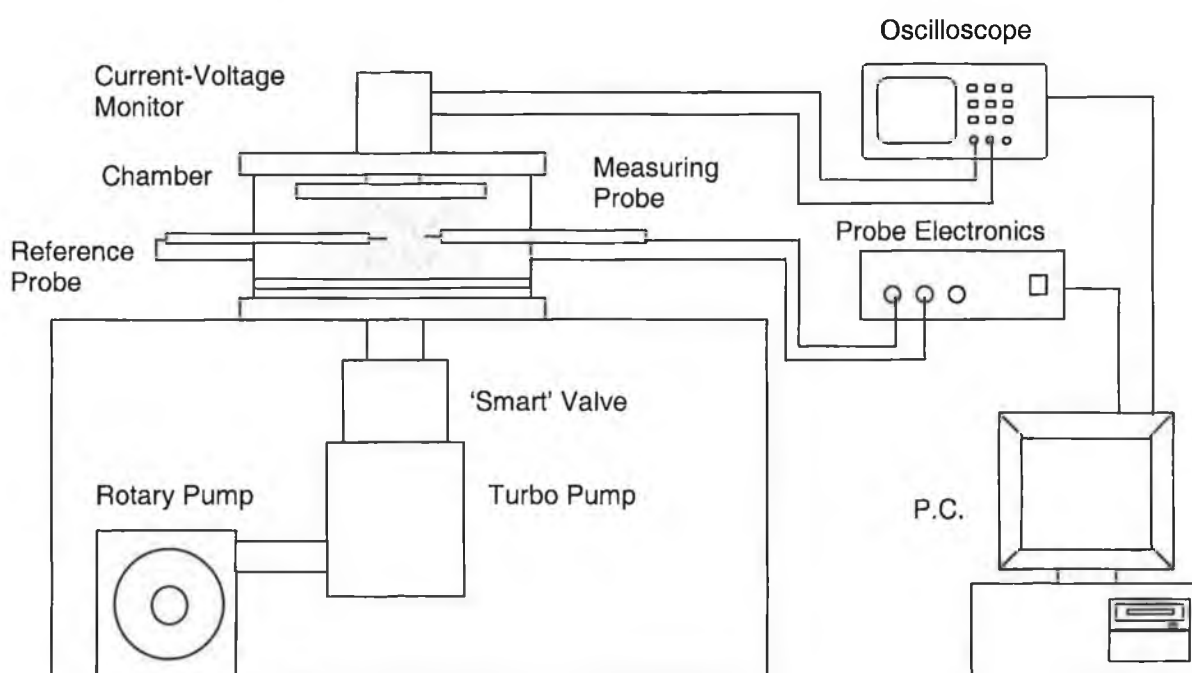 Oscilloscope
Current-Voltage
Monitor
Chamber
Measuring
Probe
Reference
Probe
Probe Electronics
'Smart' Valve
Rotary Pump
Turbo Pump
P.C.